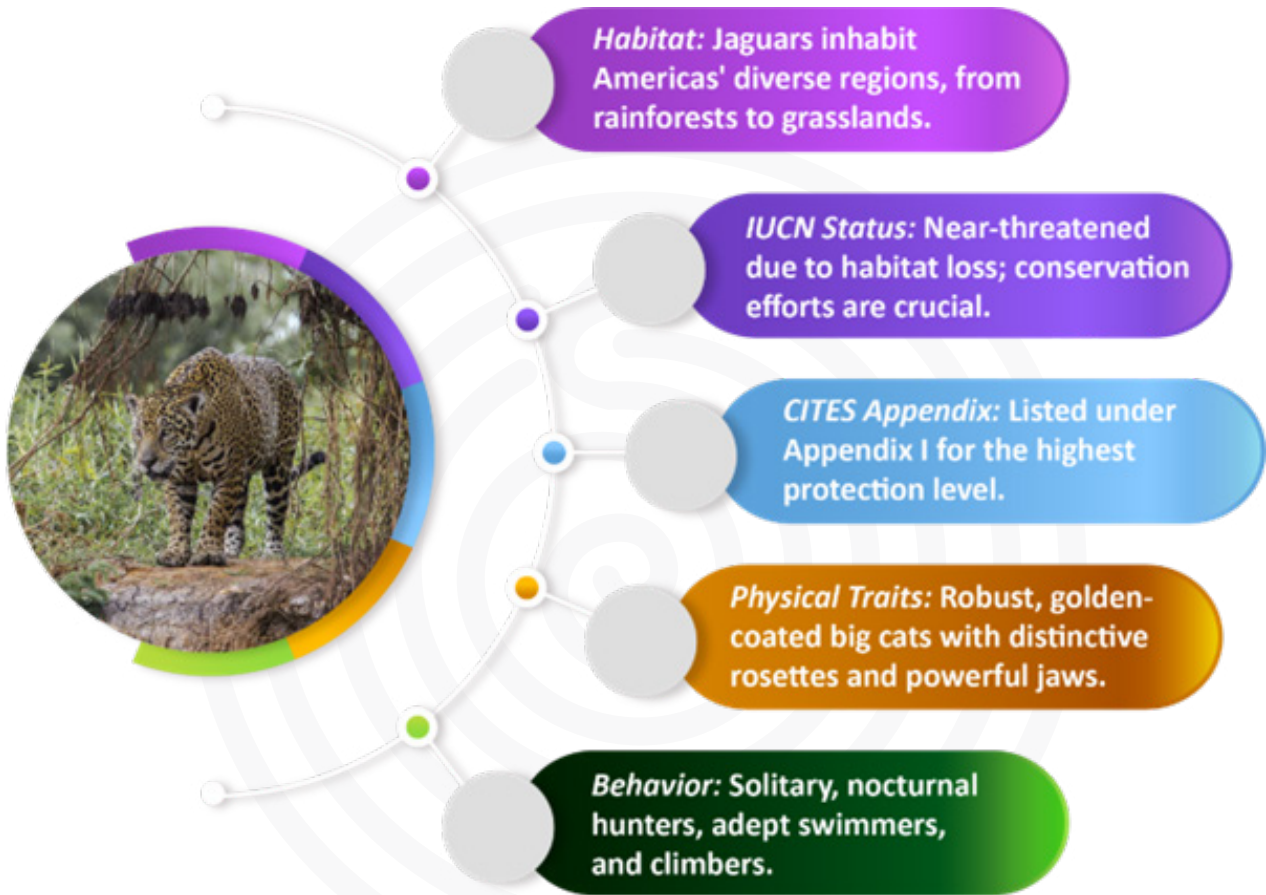 Habitat: Jaguars inhabit
Americas' diverse regions, from
rainforests to grasslands.
IUCN Status: Near-threatened
due to habitat loss; conservation
efforts are crucial.
CITES Appendix: Listed under
Appendix I for the highest
protection level.
Physical Traits: Robust, golden-
coated big cats with distinctive
rosettes and powerful jaws.
Behavior: Solitary, nocturnal
hunters, adept swimmers,
and climbers.